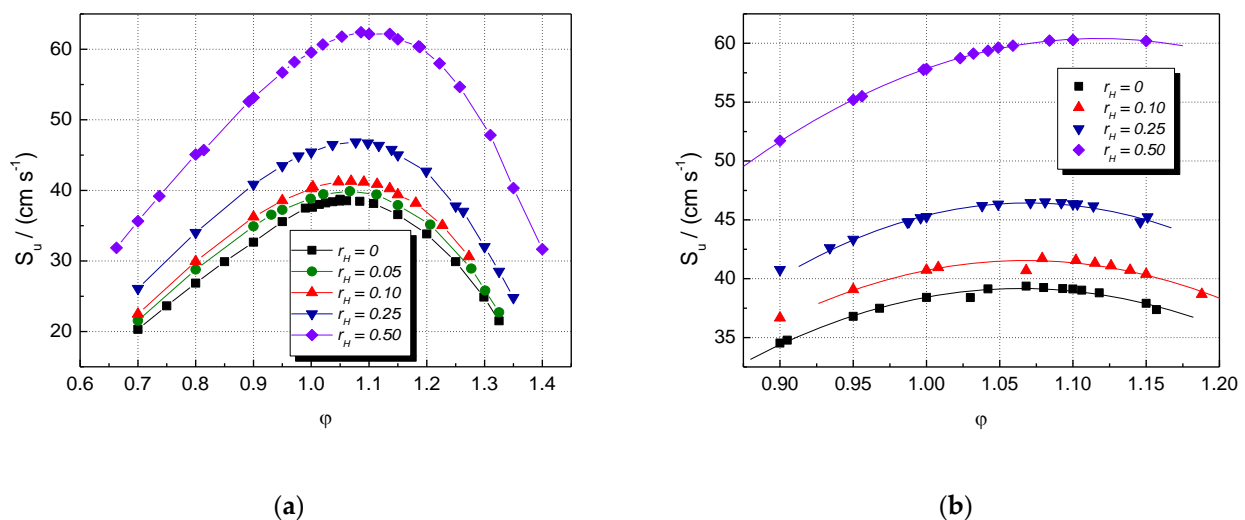 S_u / (cm s⁻¹)
60
50
40
30
20
0.6 0.7 0.8 0.9 1.0 1.1 1.2 1.3 1.4
φ
r_H = 0
r_H = 0.05
r_H = 0.10
r_H = 0.25
r_H = 0.50
(a)
S_u / (cm s⁻¹)
60
55
50
45
40
35
0.90 0.95 1.00 1.05 1.10 1.15 1.20
φ
r_H = 0
r_H = 0.10
r_H = 0.25
r_H = 0.50
(b)